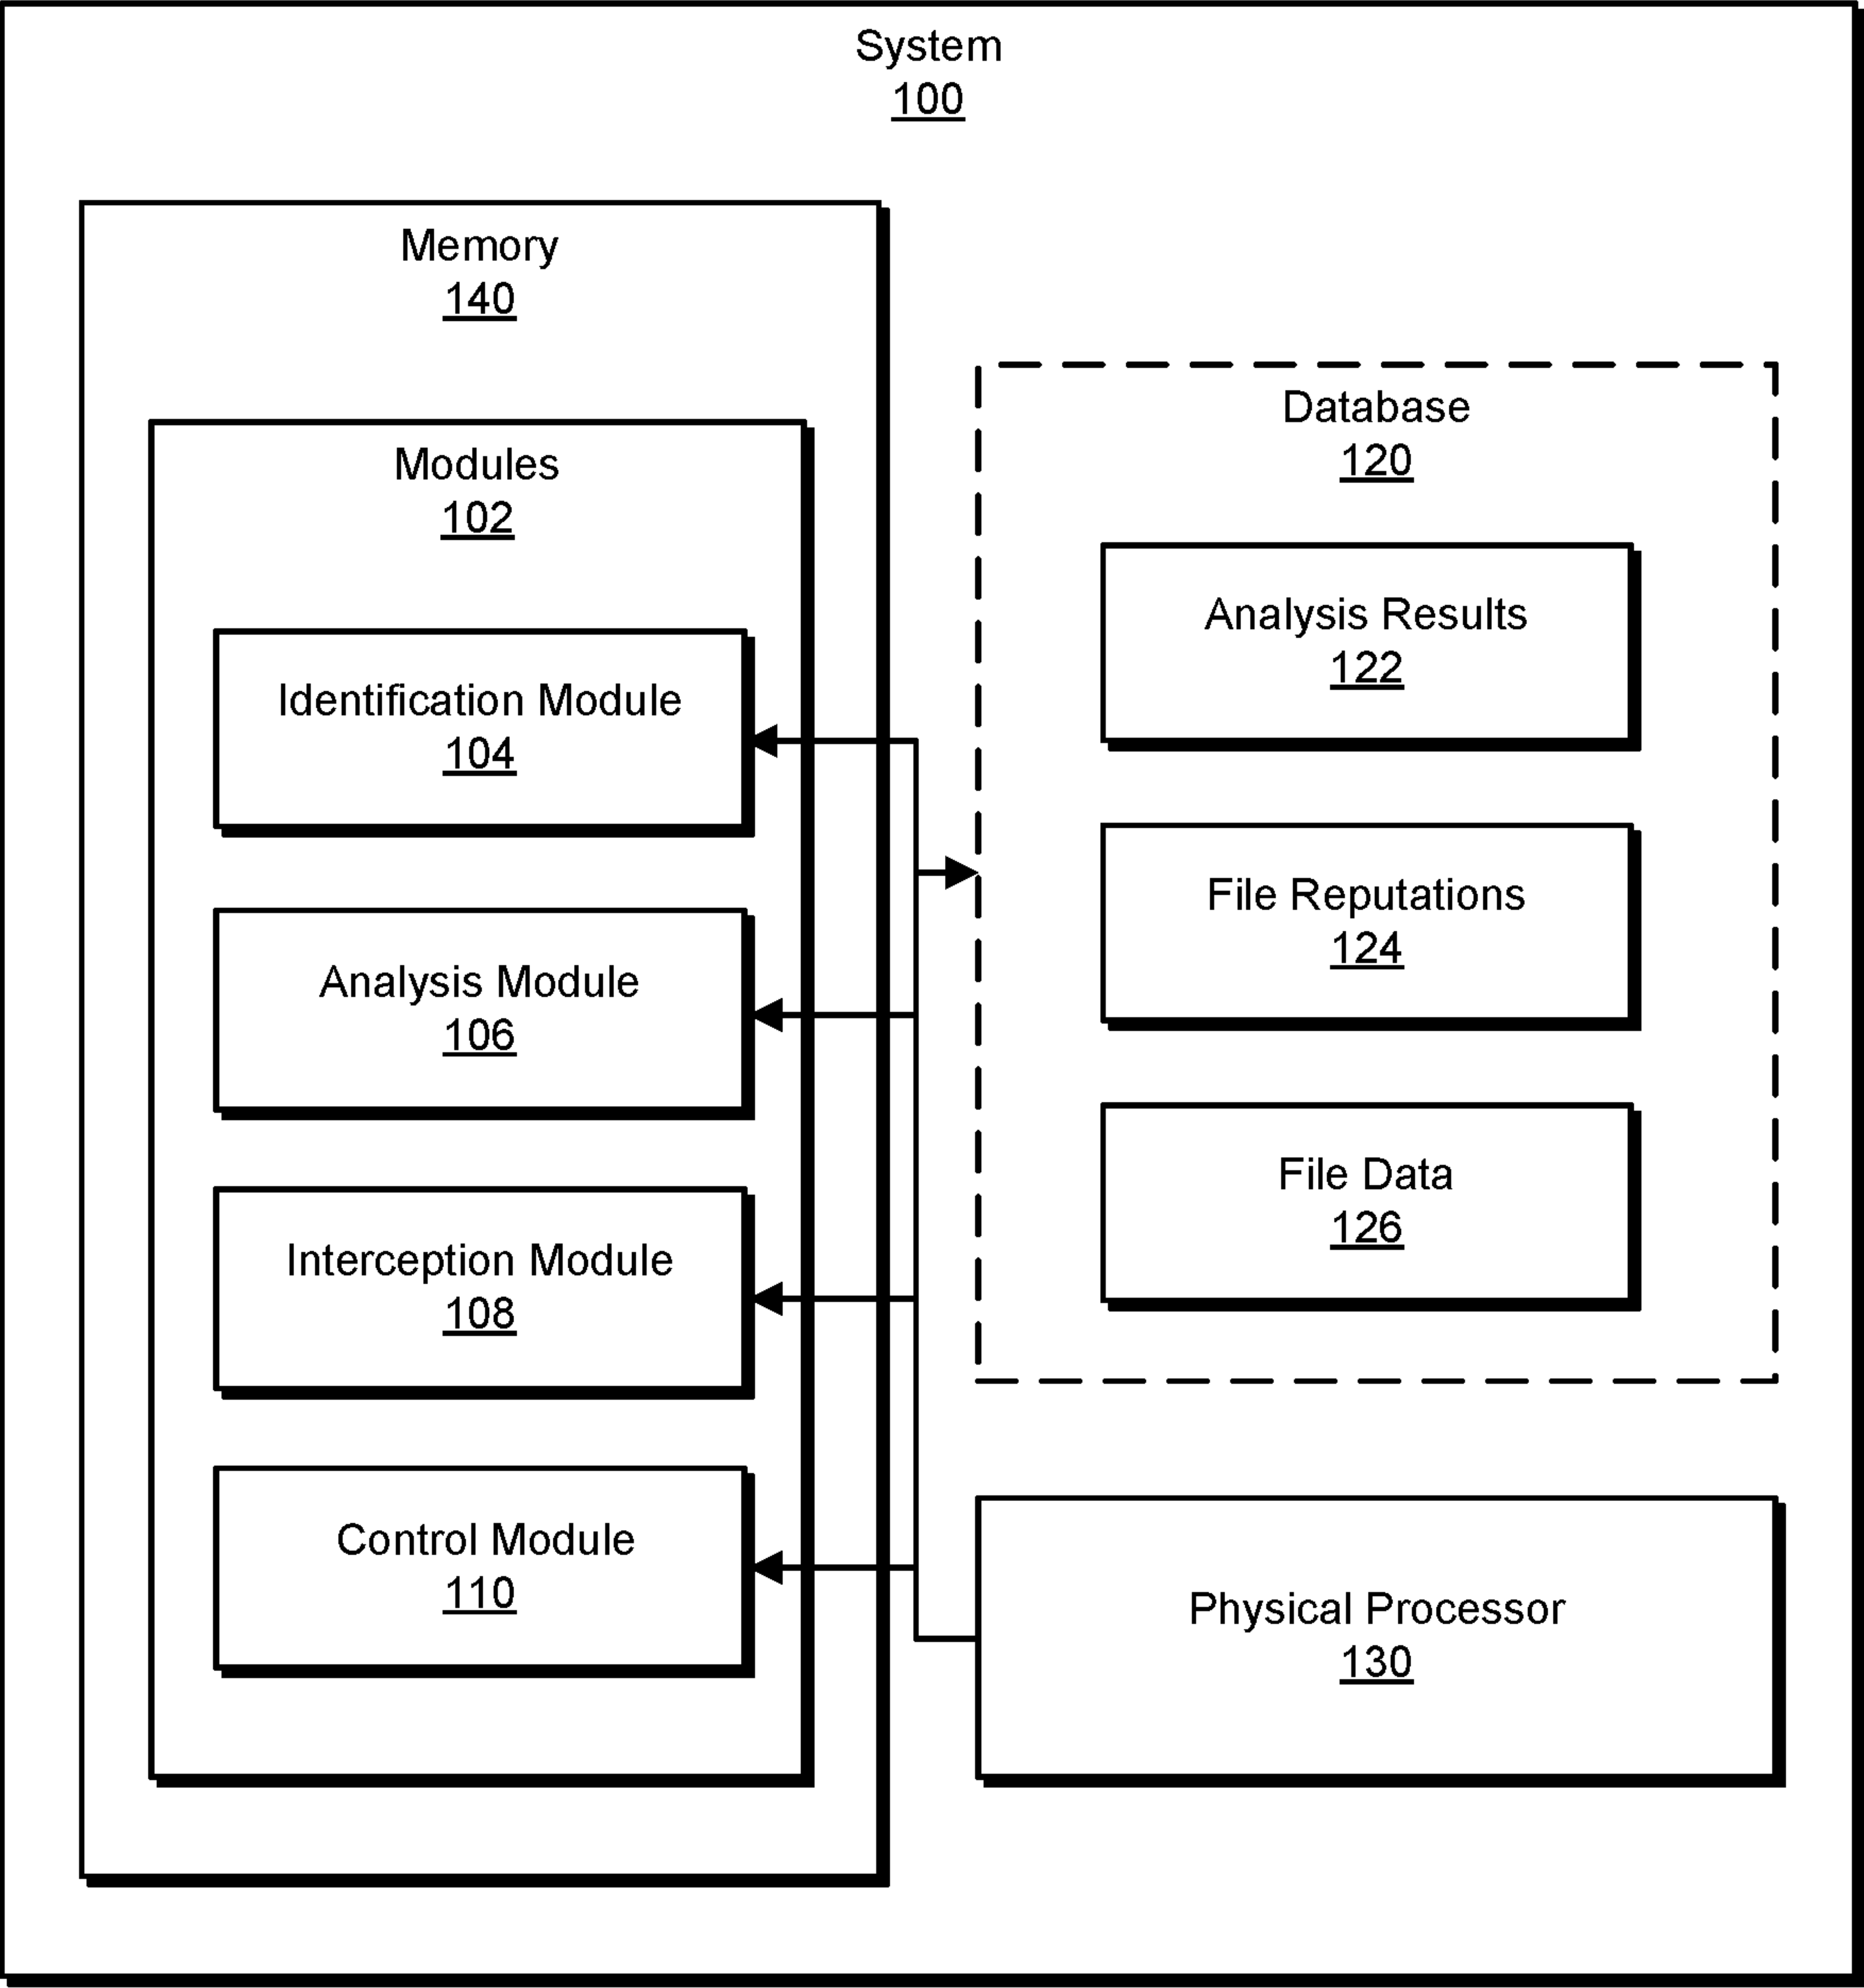 System
100
Memory
140
Modules
102
Identification Module
104
Analysis Module
106
Interception Module
108
Control Module
110
Database
120
Analysis Results
122
File Reputations
124
File Data
126
Physical Processor
130